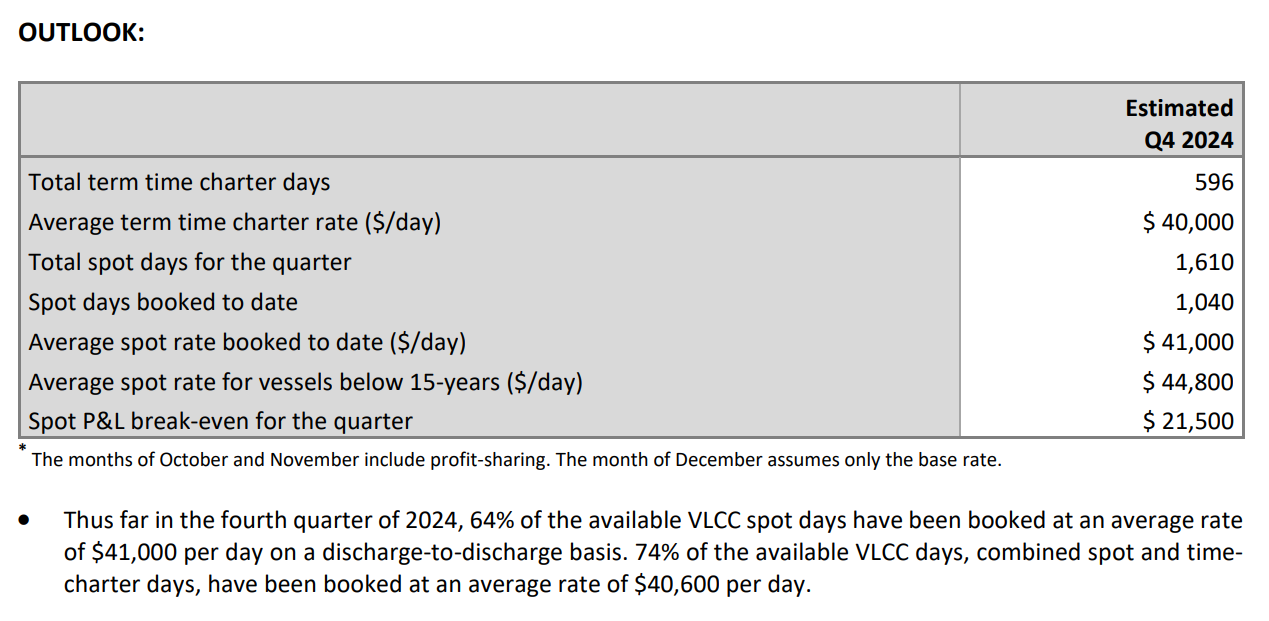 OUTLOOK:
Estimated
Q4 2024
Total term time charter days 596
Average term time charter rate ($/day) $ 40,000
Total spot days for the quarter 1,610
Spot days booked to date 1,040
Average spot rate booked to date ($/day) $ 41,000
Average spot rate for vessels below 15-years ($/day) $ 44,800
Spot P&L break-even for the quarter $ 21,500
* The months of October and November include profit-sharing. The month of December assumes only the base rate.
• Thus far in the fourth quarter of 2024, 64% of the available VLCC spot days have been booked at an average rate
of $41,000 per day on a discharge-to-discharge basis. 74% of the available VLCC days, combined spot and time-
charter days, have been booked at an average rate of $40,600 per day.